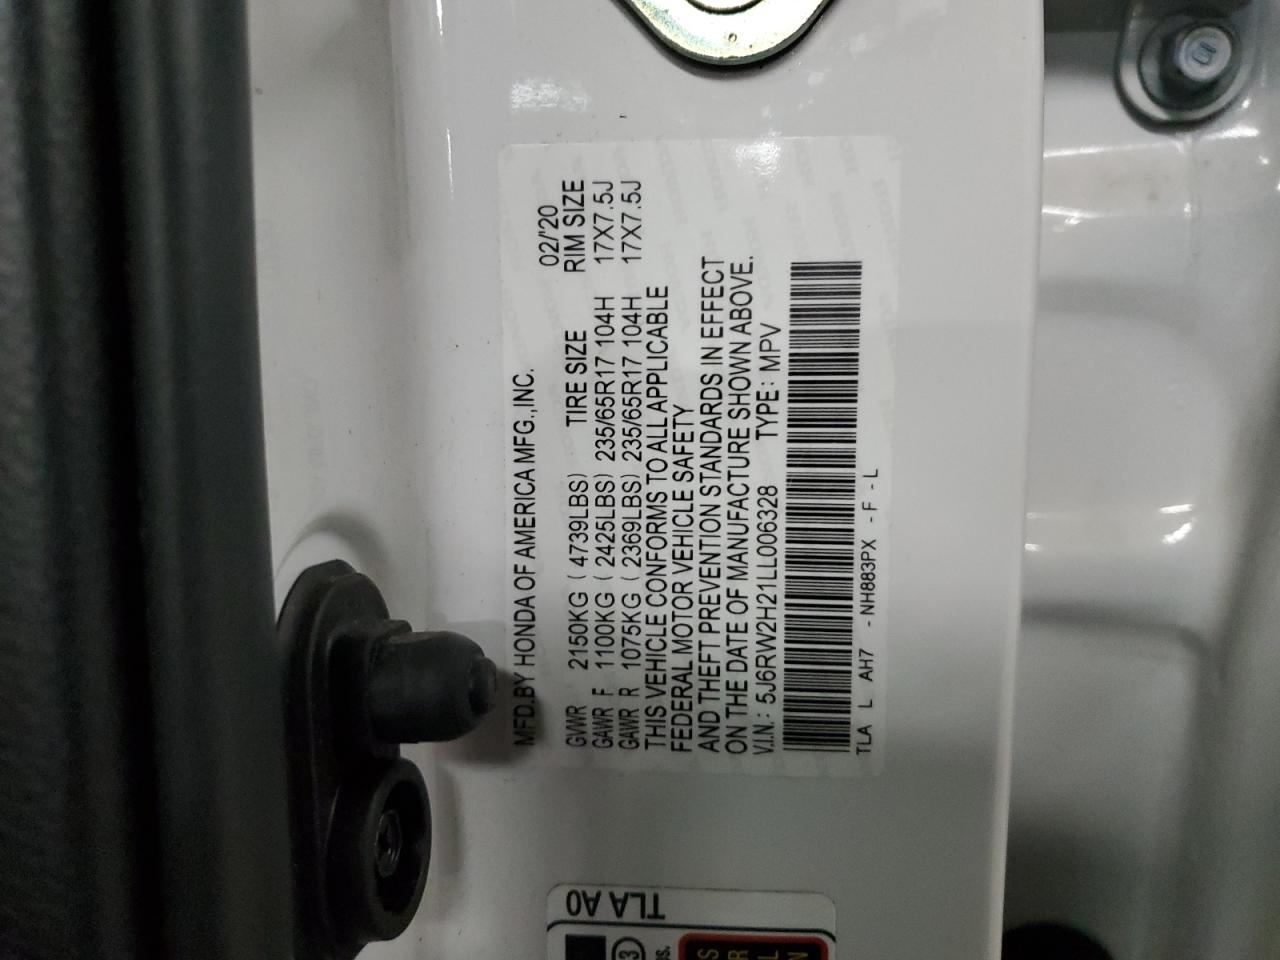 MFD.BY HONDA OF AMERICA MFG.,INC. 02/'20
GVWR 2150KG ( 4739LBS) TIRE SIZE RIM SIZE
GAWR F 1100KG ( 2425LBS) 235/65R17 104H 17X7.5J
GAWR R 1075KG ( 2369LBS) 235/65R17 104H 17X7.5J
THIS VEHICLE CONFORMS TO ALL APPLICABLE
FEDERAL MOTOR VEHICLE SAFETY
AND THEFT PREVENTION STANDARDS IN EFFECT
ON THE DATE OF MANUFACTURE SHOWN ABOVE.
V.I.N.: 5J6RW2H21LL006328 TYPE: MPV
TLA L AH7 - NH883PX - F - L
TLA A0
3
8